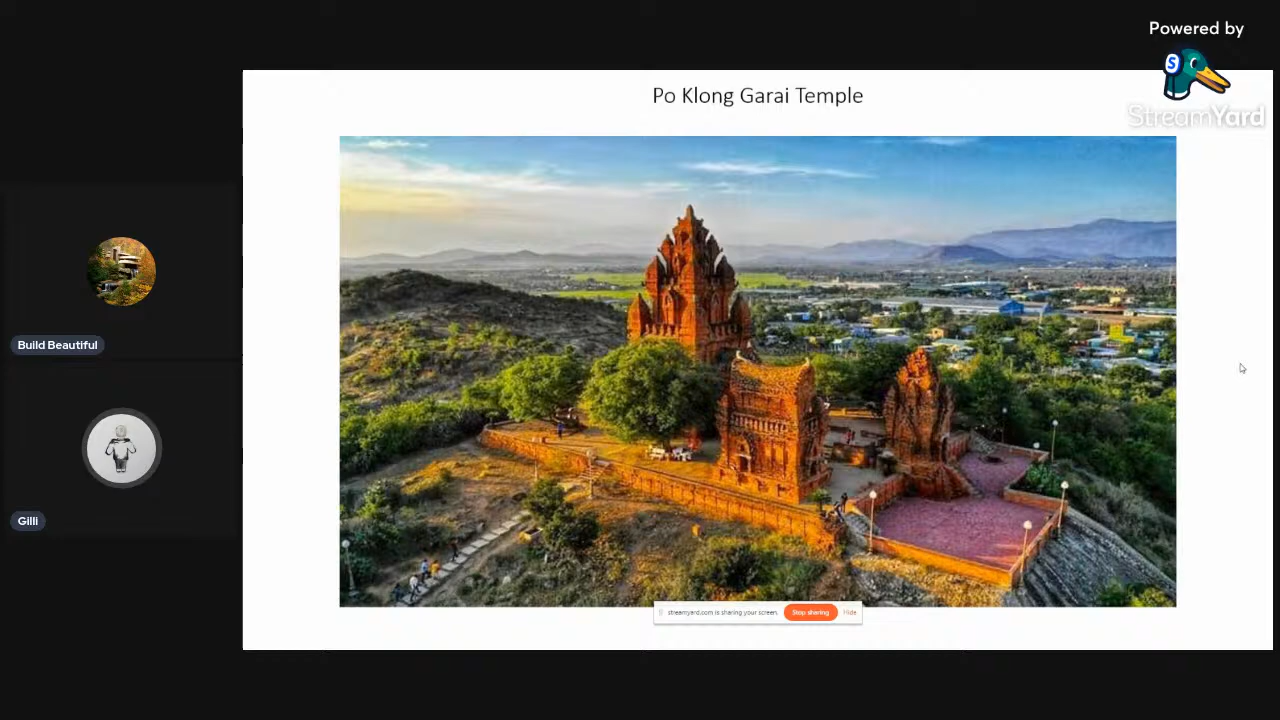 Powered by
S
StreamYard
Po Klong Garai Temple
Build Beautiful
Gilli
streamyard.com is sharing your screen.
Stop sharing
Hide